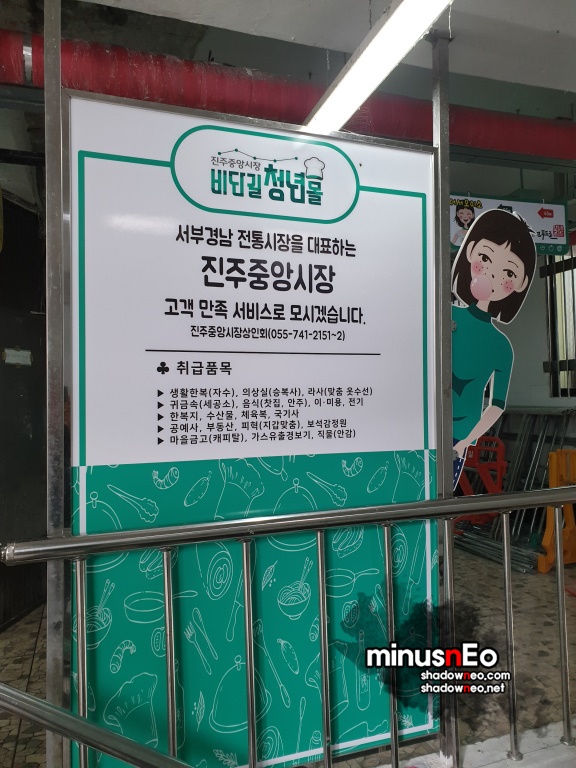 진주중앙시장
비단길 청년몰
서부경남 전통시장을 대표하는
진주중앙시장
고객 만족 서비스로 모시겠습니다.
진주중앙시장상인회(055-741-2151~2)
♣ 취급품목
▶ 생활한복(자수), 의상실(승복사), 라사(맞춤 옷수선)
▶ 귀금속(세공소), 음식(찻집, 안주), 이·미용, 전기
▶ 한복지, 수산물, 체육복, 국기사
▶ 공예사, 부동산, 피혁(지갑맞춤), 보석감정원
▶ 마을금고(캐피탈), 가스유출경보기, 직물(안감)
minusnEo
shadowneo.com
shadowneo.net